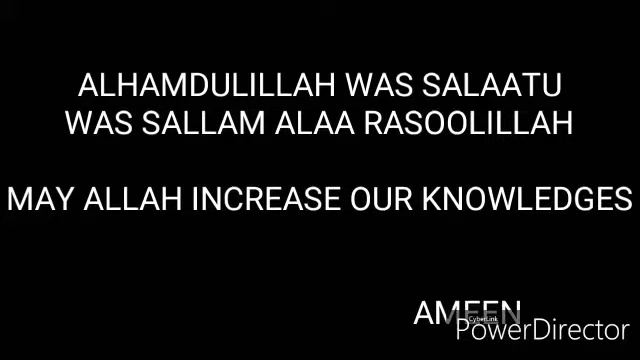 ALHAMDULILLAH WAS SALAATU
WAS SALLAM ALAA RASOOLILLAH
MAY ALLAH INCREASE OUR KNOWLEDGES
AMEEN
CyberLink
PowerDirector